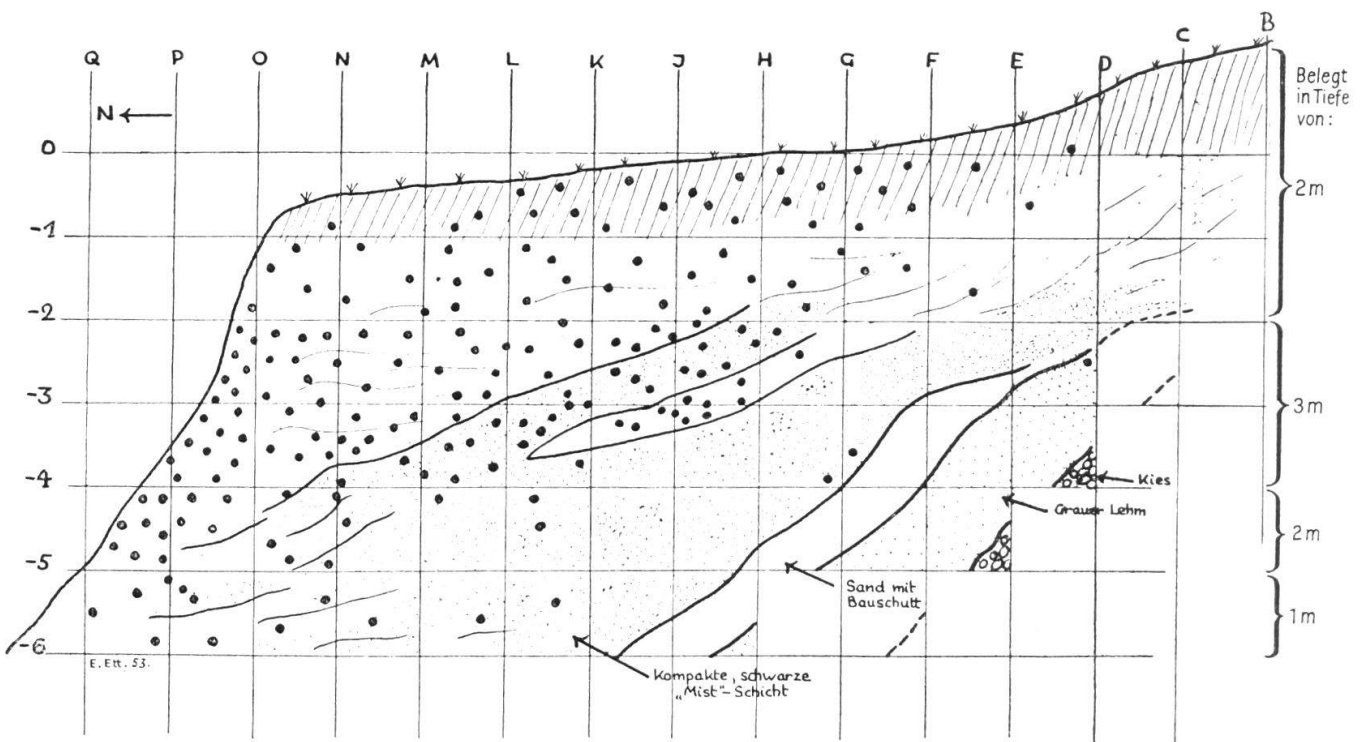 Q P O N M L K J H G F E D C B
N
Belegt
in Tiefe
von:
0
-1
2m
-2
-3
3m
-4
Kies
Grauer Lehm
2m
-5
Sand mit
Bauschutt
1m
-6
E. Ett. 53.
Kompakte, schwarze
„Mist"-Schicht